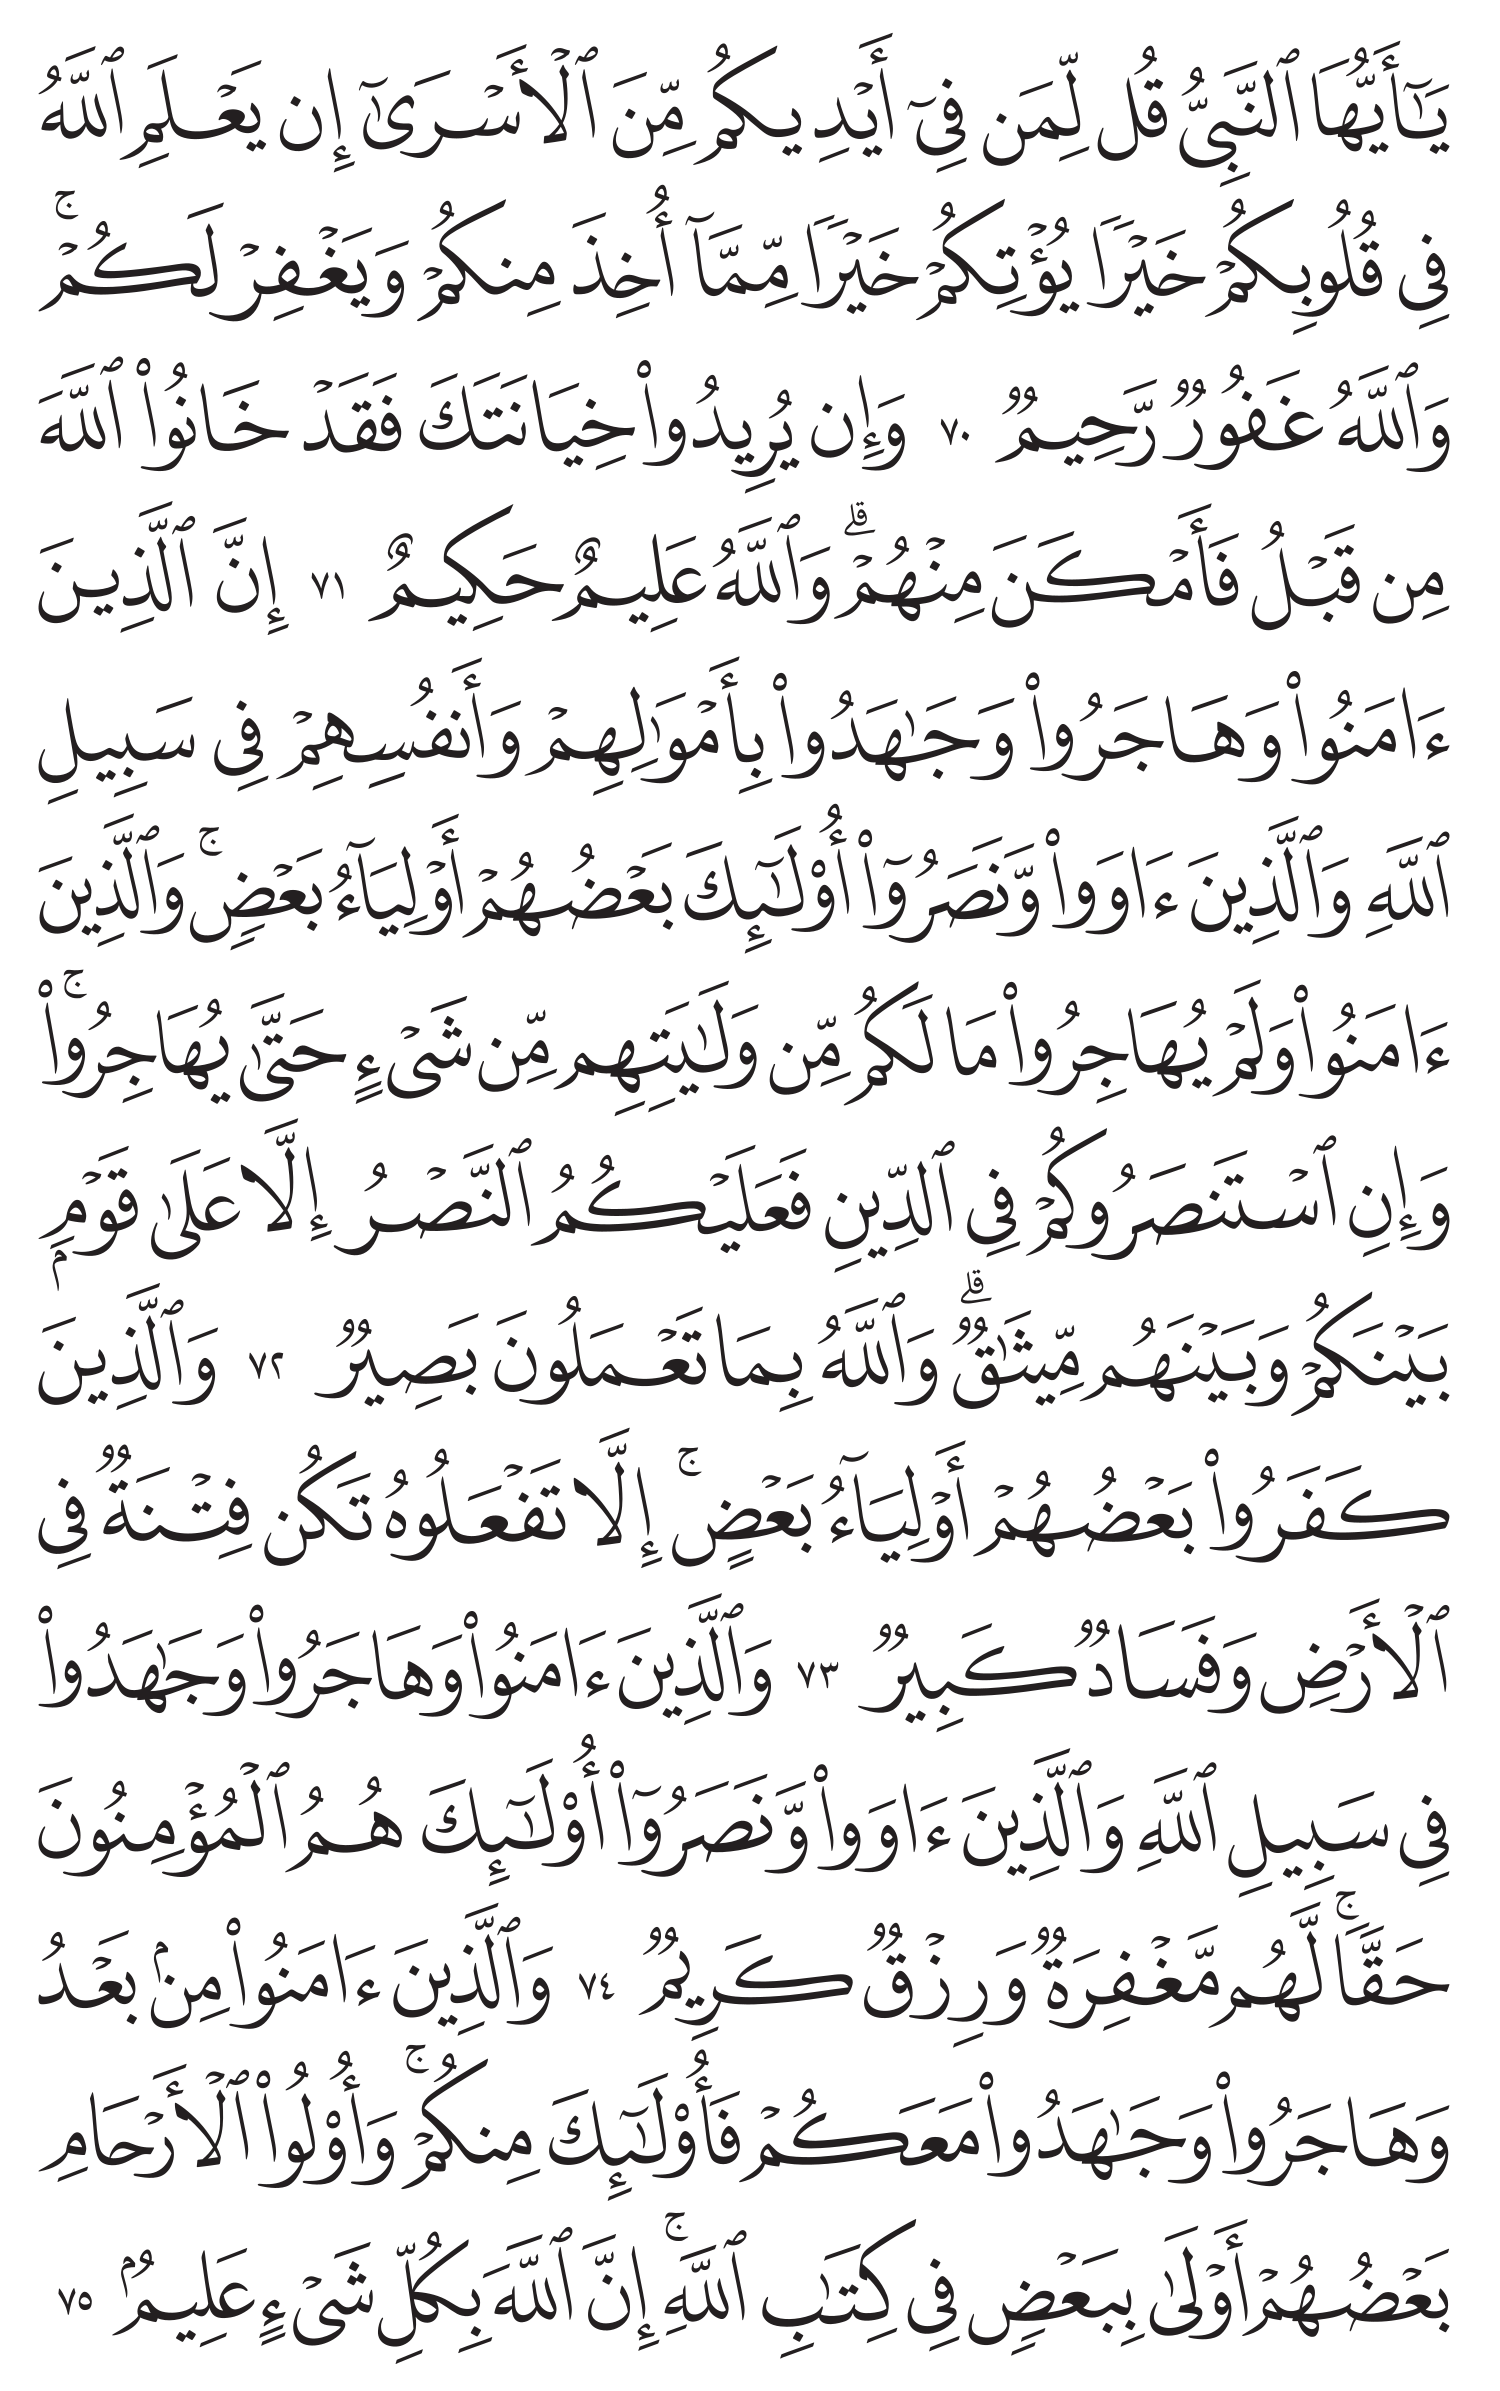 يَٰٓأَيُّهَا ٱلنَّبِىُّ قُل لِّمَن فِىٓ أَيْدِيكُم مِّنَ ٱلْأَسْرَىٰٓ إِن يَعْلَمِ ٱللَّهُ
فِى قُلُوبِكُمْ خَيْرًا يُؤْتِكُمْ خَيْرًا مِّمَّآ أُخِذَ مِنكُمْ وَيَغْفِرْ لَكُمْ ۚ
وَٱللَّهُ غَفُورٌ رَّحِيمٌ ٧٠ وَإِن يُرِيدُوا۟ خِيَانَتَكَ فَقَدْ خَانُوا۟ ٱللَّهَ
مِن قَبْلُ فَأَمْكَنَ مِنْهُمْ ۗ وَٱللَّهُ عَلِيمٌ حَكِيمٌ ٧١ إِنَّ ٱلَّذِينَ
ءَامَنُوا۟ وَهَاجَرُوا۟ وَجَٰهَدُوا۟ بِأَمْوَٰلِهِمْ وَأَنفُسِهِمْ فِى سَبِيلِ
ٱللَّهِ وَٱلَّذِينَ ءَاوَوا۟ وَّنَصَرُوٓا۟ أُو۟لَٰٓئِكَ بَعْضُهُمْ أَوْلِيَآءُ بَعْضٍ ۚ وَٱلَّذِينَ
ءَامَنُوا۟ وَلَمْ يُهَاجِرُوا۟ مَا لَكُم مِّن وَلَٰيَتِهِم مِّن شَىْءٍ حَتَّىٰ يُهَاجِرُوا۟ ۚ
وَإِنِ ٱسْتَنصَرُوكُمْ فِى ٱلدِّينِ فَعَلَيْكُمُ ٱلنَّصْرُ إِلَّا عَلَىٰ قَوْمٍۭ
بَيْنَكُمْ وَبَيْنَهُم مِّيثَٰقٌ ۗ وَٱللَّهُ بِمَا تَعْمَلُونَ بَصِيرٌ ٧٢ وَٱلَّذِينَ
كَفَرُوا۟ بَعْضُهُمْ أَوْلِيَآءُ بَعْضٍ ۚ إِلَّا تَفْعَلُوهُ تَكُن فِتْنَةٌ فِى
ٱلْأَرْضِ وَفَسَادٌ كَبِيرٌ ٧٣ وَٱلَّذِينَ ءَامَنُوا۟ وَهَاجَرُوا۟ وَجَٰهَدُوا۟
فِى سَبِيلِ ٱللَّهِ وَٱلَّذِينَ ءَاوَوا۟ وَّنَصَرُوٓا۟ أُو۟لَٰٓئِكَ هُمُ ٱلْمُؤْمِنُونَ
حَقًّا ۚ لَّهُم مَّغْفِرَةٌ وَرِزْقٌ كَرِيمٌ ٧٤ وَٱلَّذِينَ ءَامَنُوا۟ مِنۢ بَعْدُ
وَهَاجَرُوا۟ وَجَٰهَدُوا۟ مَعَكُمْ فَأُو۟لَٰٓئِكَ مِنكُمْ ۚ وَأُو۟لُوا۟ ٱلْأَرْحَامِ
بَعْضُهُمْ أَوْلَىٰ بِبَعْضٍ فِى كِتَٰبِ ٱللَّهِ ۚ إِنَّ ٱللَّهَ بِكُلِّ شَىْءٍ عَلِيمٌۢ ٧٥